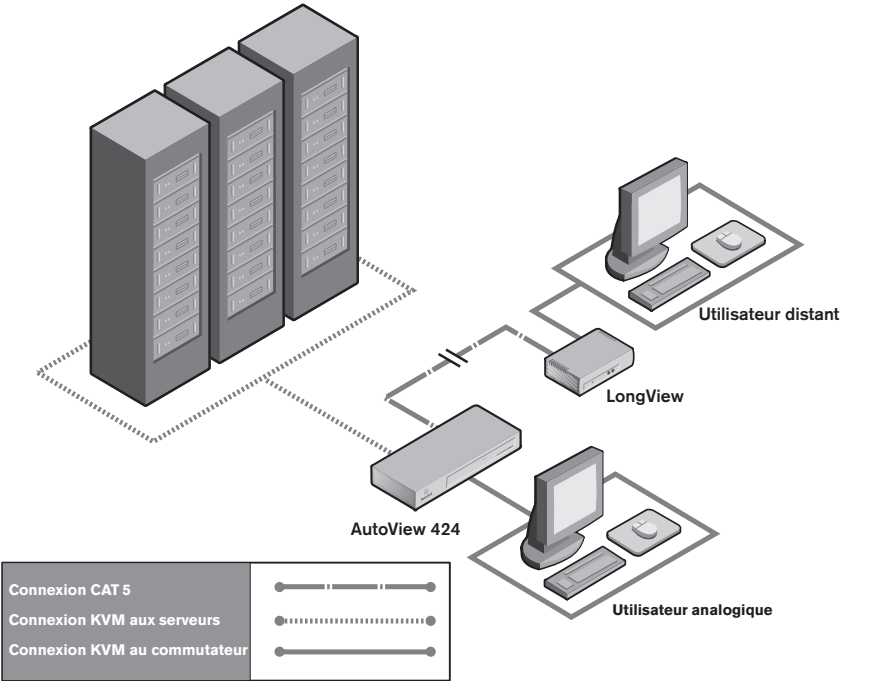 Utilisateur distant
LongView
AutoView 424
Utilisateur analogique
Connexion CAT 5
Connexion KVM aux serveurs
Connexion KVM au commutateur